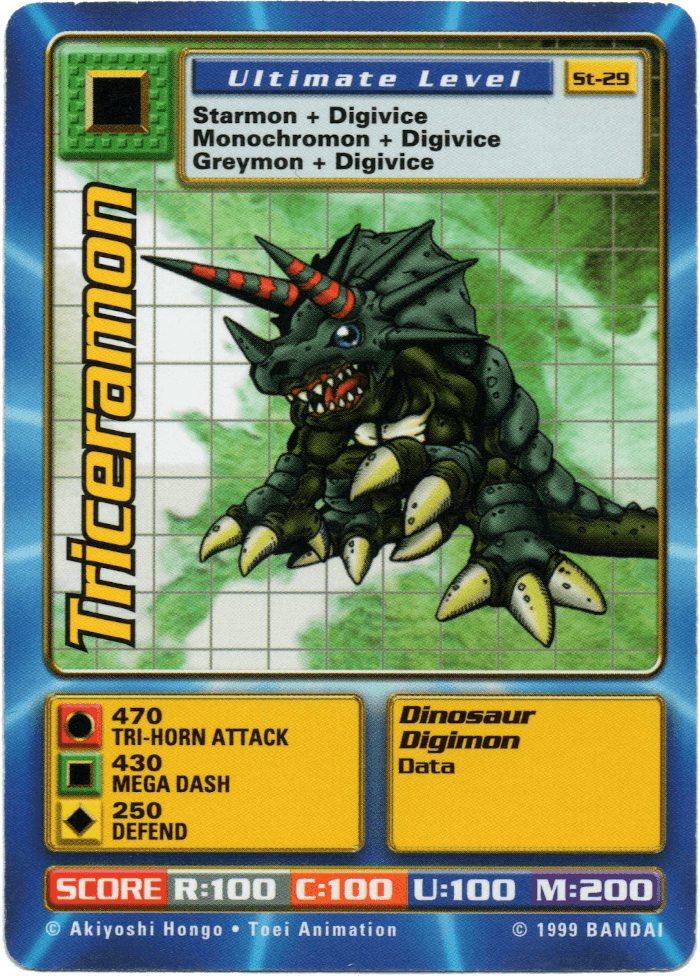 Ultimate Level
St-29
Starmon + Digivice
Monochromon + Digivice
Greymon + Digivice
Triceramon
470
TRI-HORN ATTACK
430
MEGA DASH
250
DEFEND
Dinosaur
Digimon
Data
SCORE R:100 C:100 U:100 M:200
© Akiyoshi Hongo • Toei Animation
© 1999 BANDAI